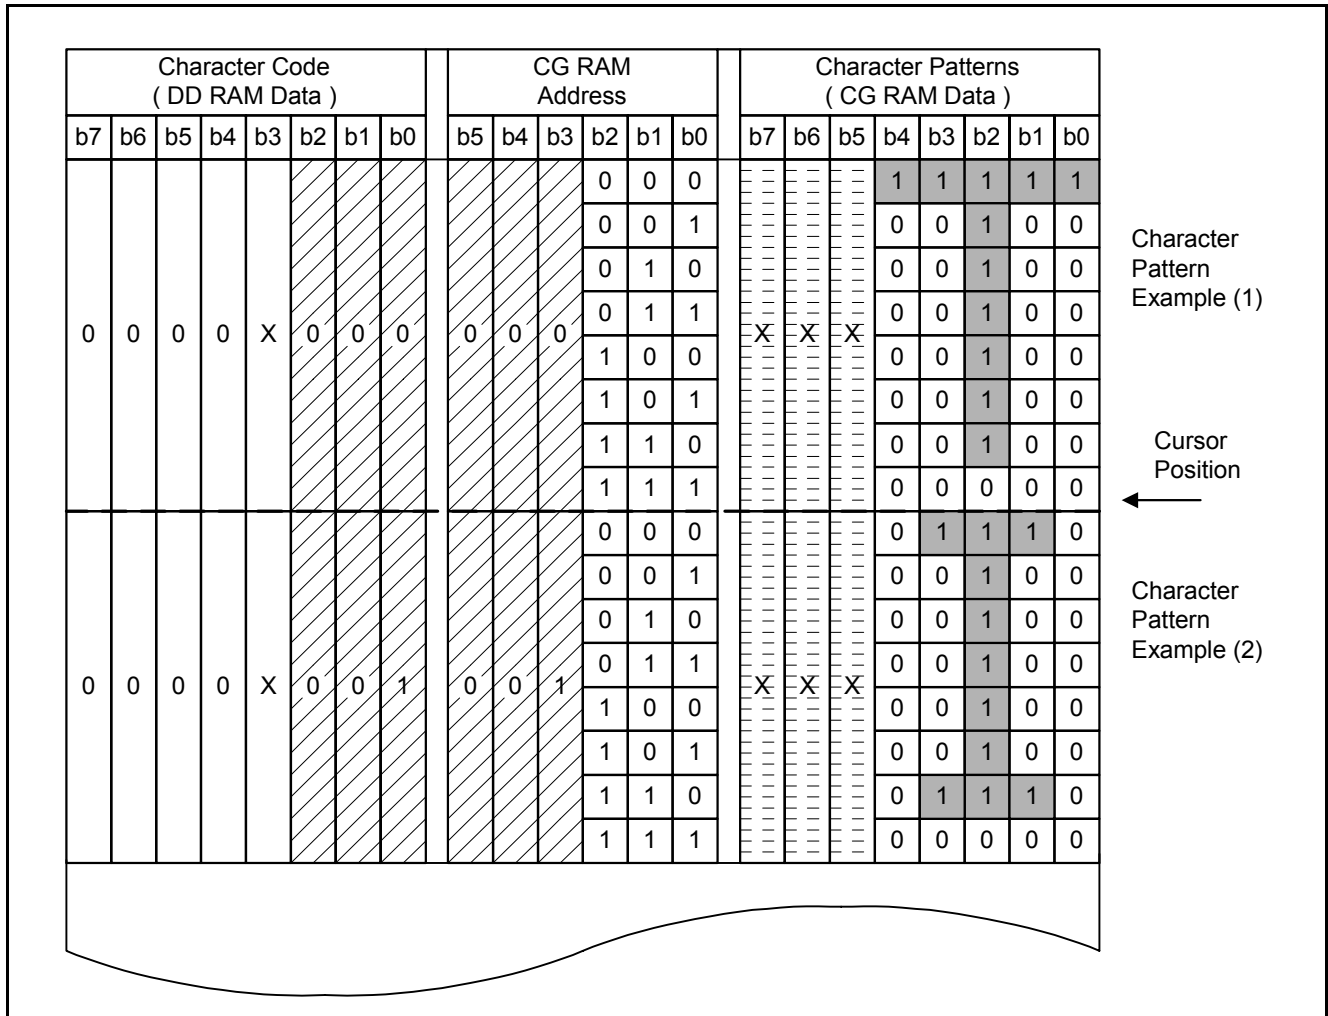 Character Code CG RAM Character Patterns
( DD RAM Data ) Address ( CG RAM Data )
b7 b6 b5 b4 b3 b2 b1 b0 b5 b4 b3 b2 b1 b0 b7 b6 b5 b4 b3 b2 b1 b0
0 0 0 1 1 1 1 1
0 0 1 0 0 1 0 0
Character
Pattern
Example (1)
0 1 0 0 0 1 0 0
0 1 1 0 0 1 0 0
0 0 0 0 X 0 0 0 0 0 0 X X X
1 0 0 0 0 1 0 0
1 0 1 0 0 1 0 0
1 1 0 0 0 1 0 0
Cursor
Position
1 1 1 0 0 0 0 0
0 0 0 0 1 1 1 0
0 0 1 0 0 1 0 0
Character
Pattern
Example (2)
0 1 0 0 0 1 0 0
0 1 1 0 0 1 0 0
0 0 0 0 X 0 0 1 0 0 1 X X X
1 0 0 0 0 1 0 0
1 0 1 0 0 1 0 0
1 1 0 0 1 1 1 0
1 1 1 0 0 0 0 0